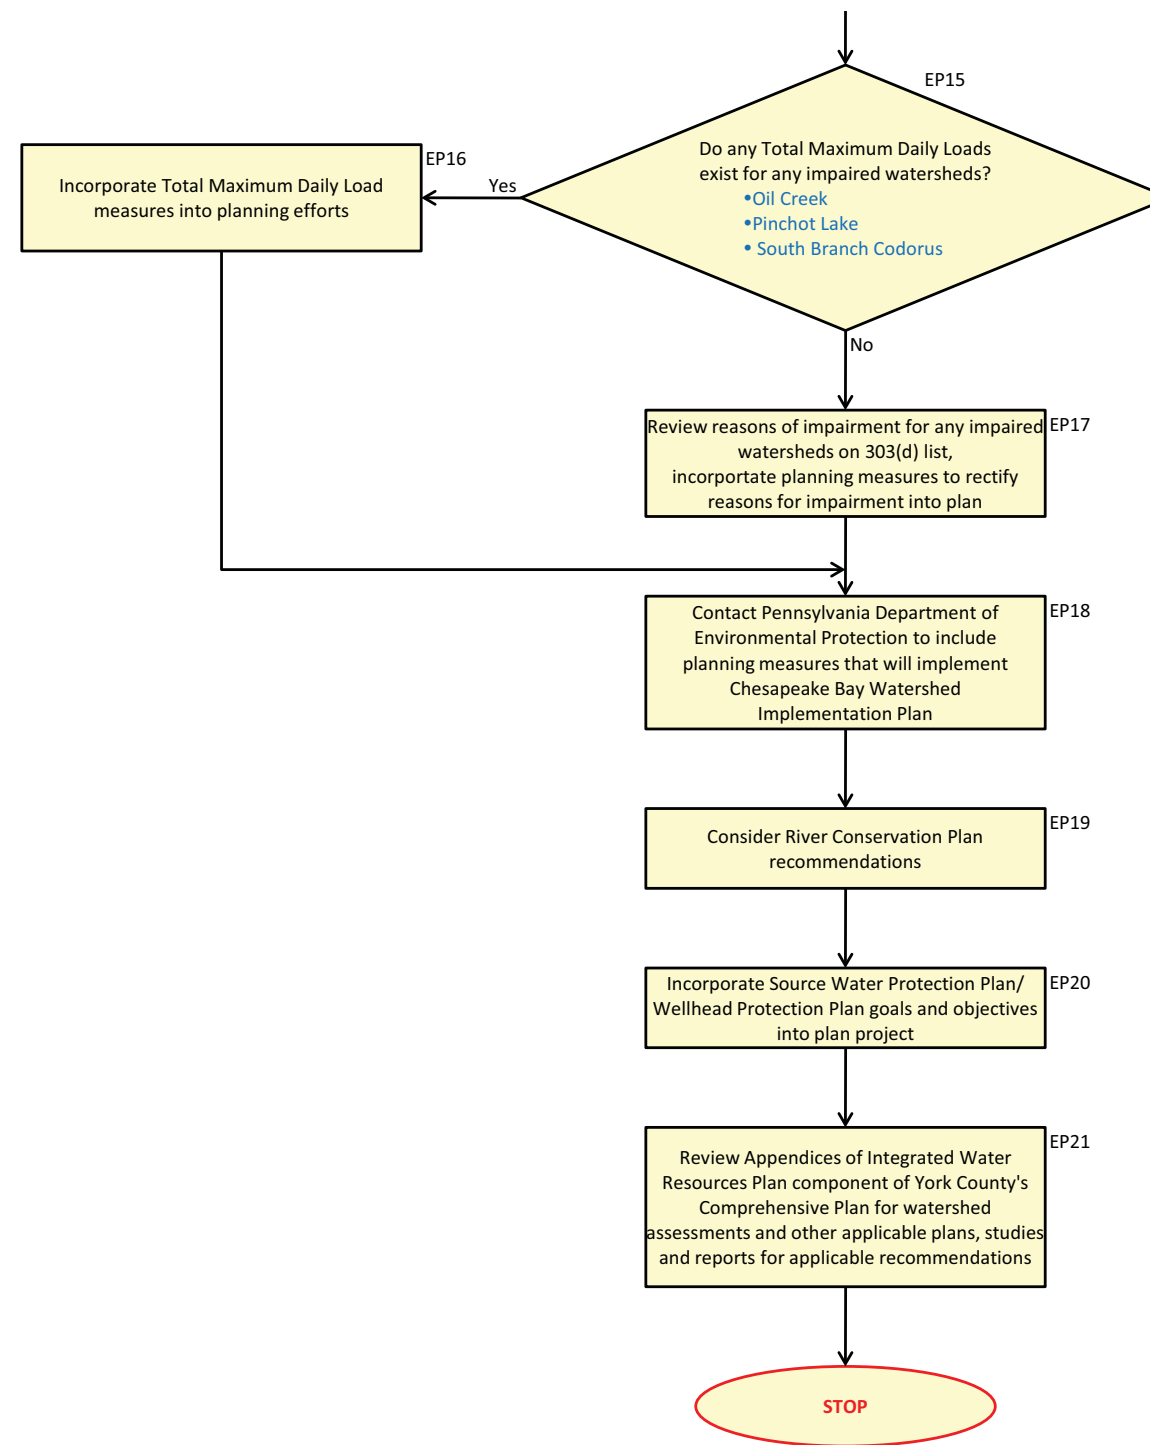 EP15
Do any Total Maximum Daily Loads
exist for any impaired watersheds?
•Oil Creek
•Pinchot Lake
• South Branch Codorus
Yes
EP16
Incorporate Total Maximum Daily Load
measures into planning efforts
No
EP17
Review reasons of impairment for any impaired
watersheds on 303(d) list,
incorportate planning measures to rectify
reasons for impairment into plan
EP18
Contact Pennsylvania Department of
Environmental Protection to include
planning measures that will implement
Chesapeake Bay Watershed
Implementation Plan
EP19
Consider River Conservation Plan
recommendations
EP20
Incorporate Source Water Protection Plan/
Wellhead Protection Plan goals and objectives
into plan project
EP21
Review Appendices of Integrated Water
Resources Plan component of York County's
Comprehensive Plan for watershed
assessments and other applicable plans, studies
and reports for applicable recommendations
STOP